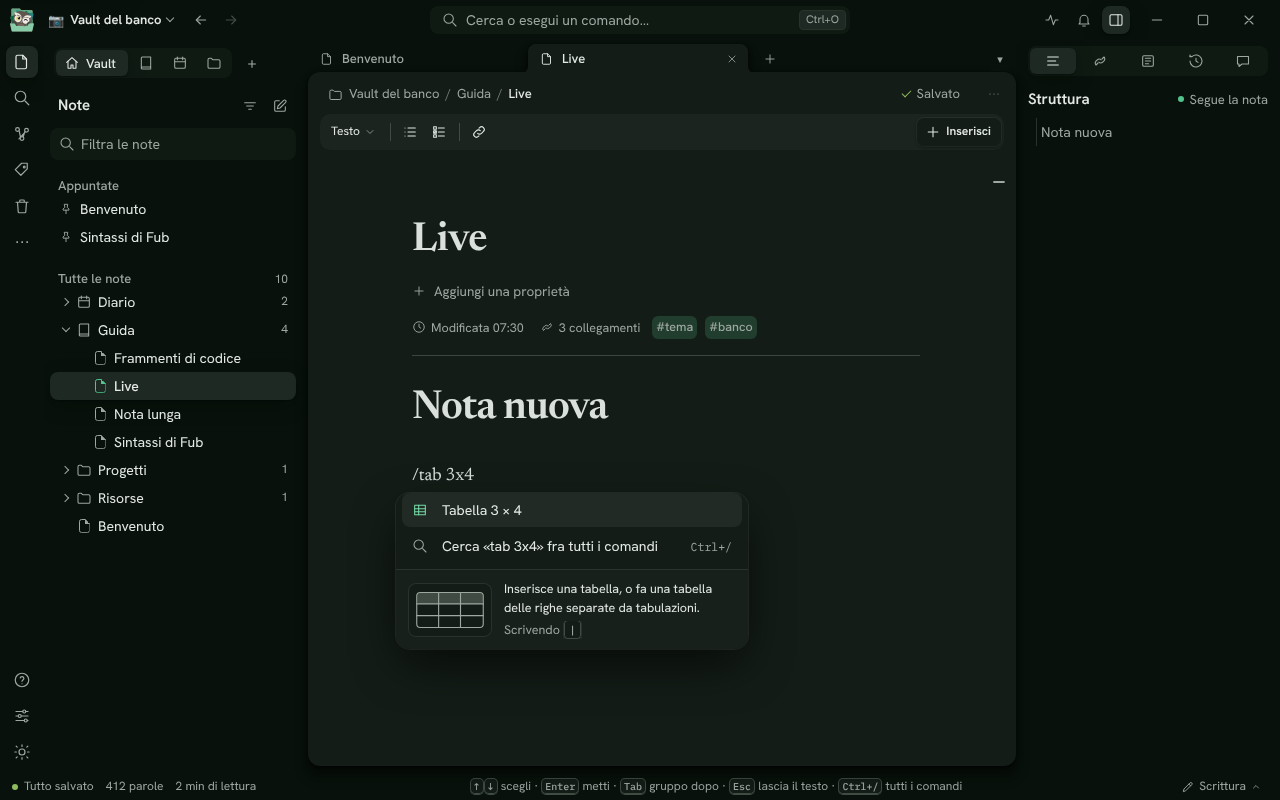 Vault del banco
Cerca o esegui un comando...
Ctrl+O
Vault
Benvenuto
Live
Note
Filtra le note
Appuntate
Benvenuto
Sintassi di Fub
Tutte le note 10
Diario 2
Guida 4
Frammenti di codice
Live
Nota lunga
Sintassi di Fub
Progetti 1
Risorse 1
Benvenuto
Vault del banco / Guida / Live
Salvato
Testo
Inserisci
Live
Aggiungi una proprietà
Modificata 07:30 3 collegamenti #tema #banco
Nota nuova
/tab 3x4
Tabella 3 × 4
Cerca «tab 3x4» fra tutti i comandi Ctrl+/
Inserisce una tabella, o fa una tabella
delle righe separate da tabulazioni.
Scrivendo |
Struttura
Segue la nota
Nota nuova
Tutto salvato 412 parole 2 min di lettura
↑ ↓ scegli · Enter metti · Tab gruppo dopo · Esc lascia il testo · Ctrl+/ tutti i comandi
Scrittura